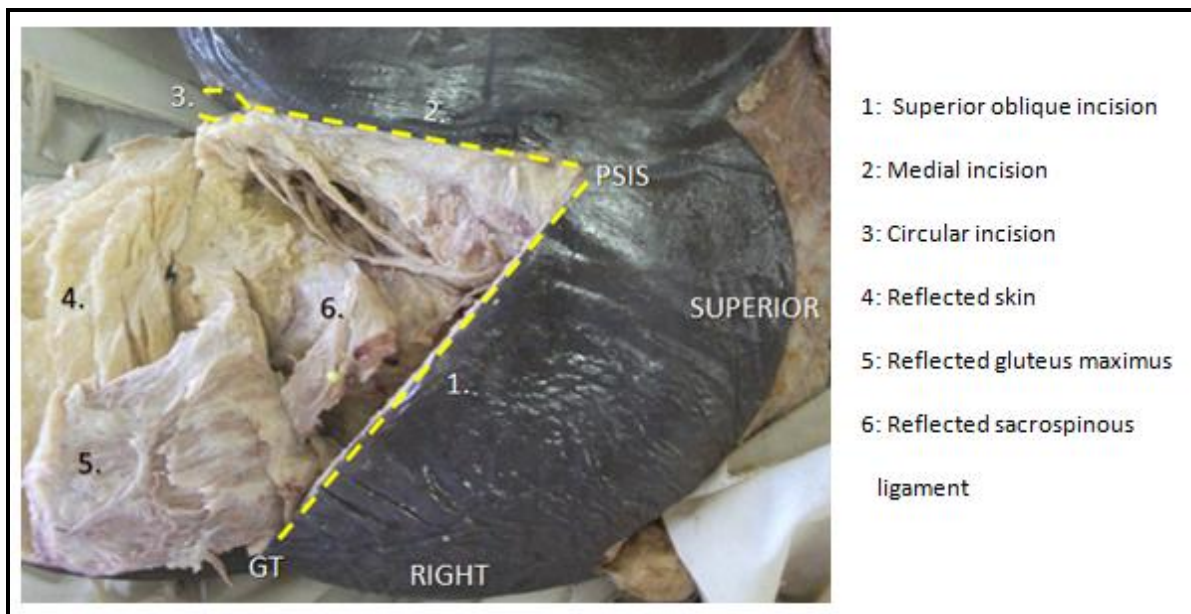 3.
2.
PSIS
4.
6.
SUPERIOR
1.
5.
GT
RIGHT
1: Superior oblique incision
2: Medial incision
3: Circular incision
4: Reflected skin
5: Reflected gluteus maximus
6: Reflected sacrospinous
ligament